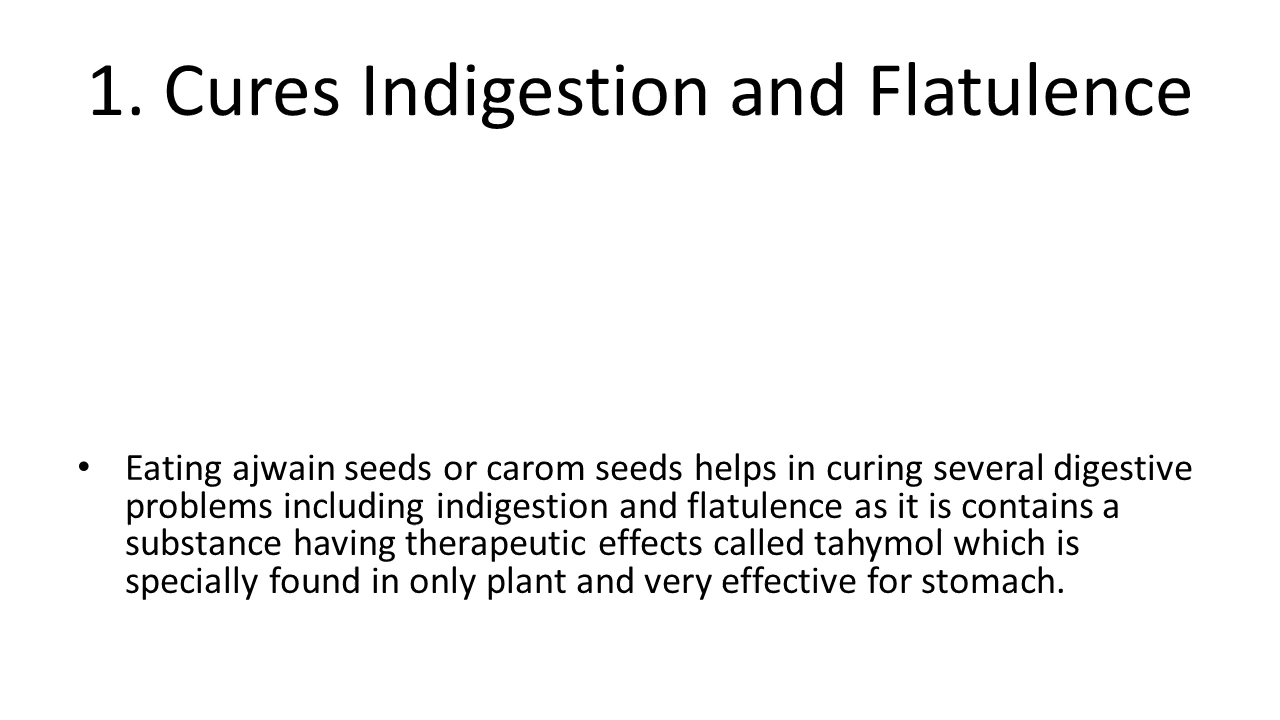 1. Cures Indigestion and Flatulence
• Eating ajwain seeds or carom seeds helps in curing several digestive
problems including indigestion and flatulence as it is contains a
substance having therapeutic effects called tahymol which is
specially found in only plant and very effective for stomach.